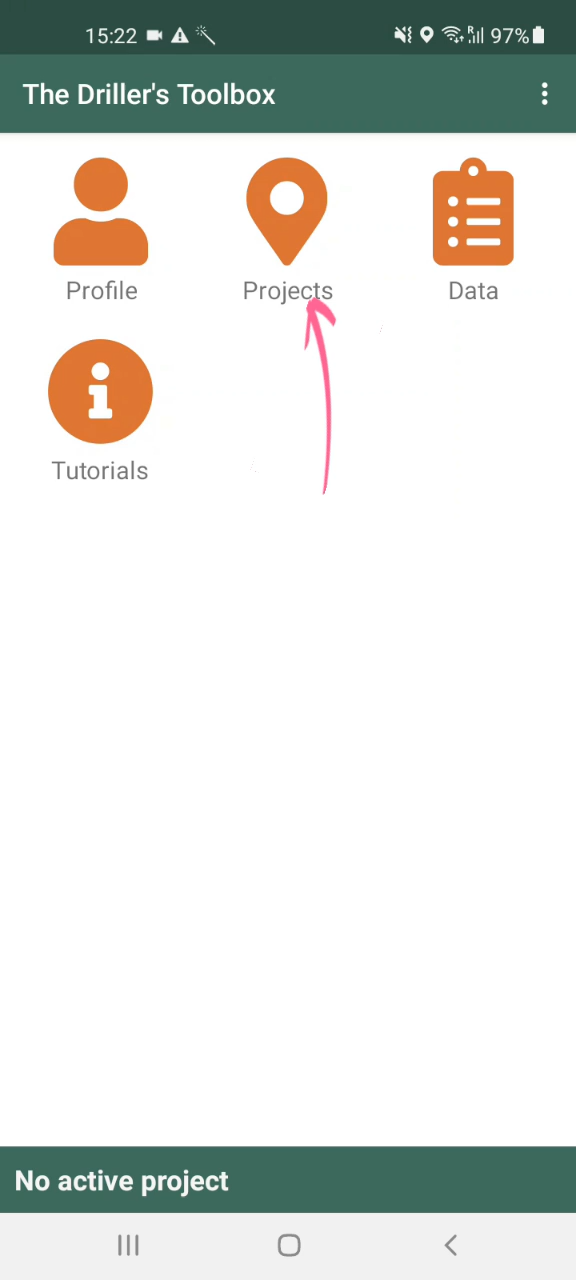 15:22 97%
The Driller's Toolbox
Profile Projects Data
Tutorials
No active project